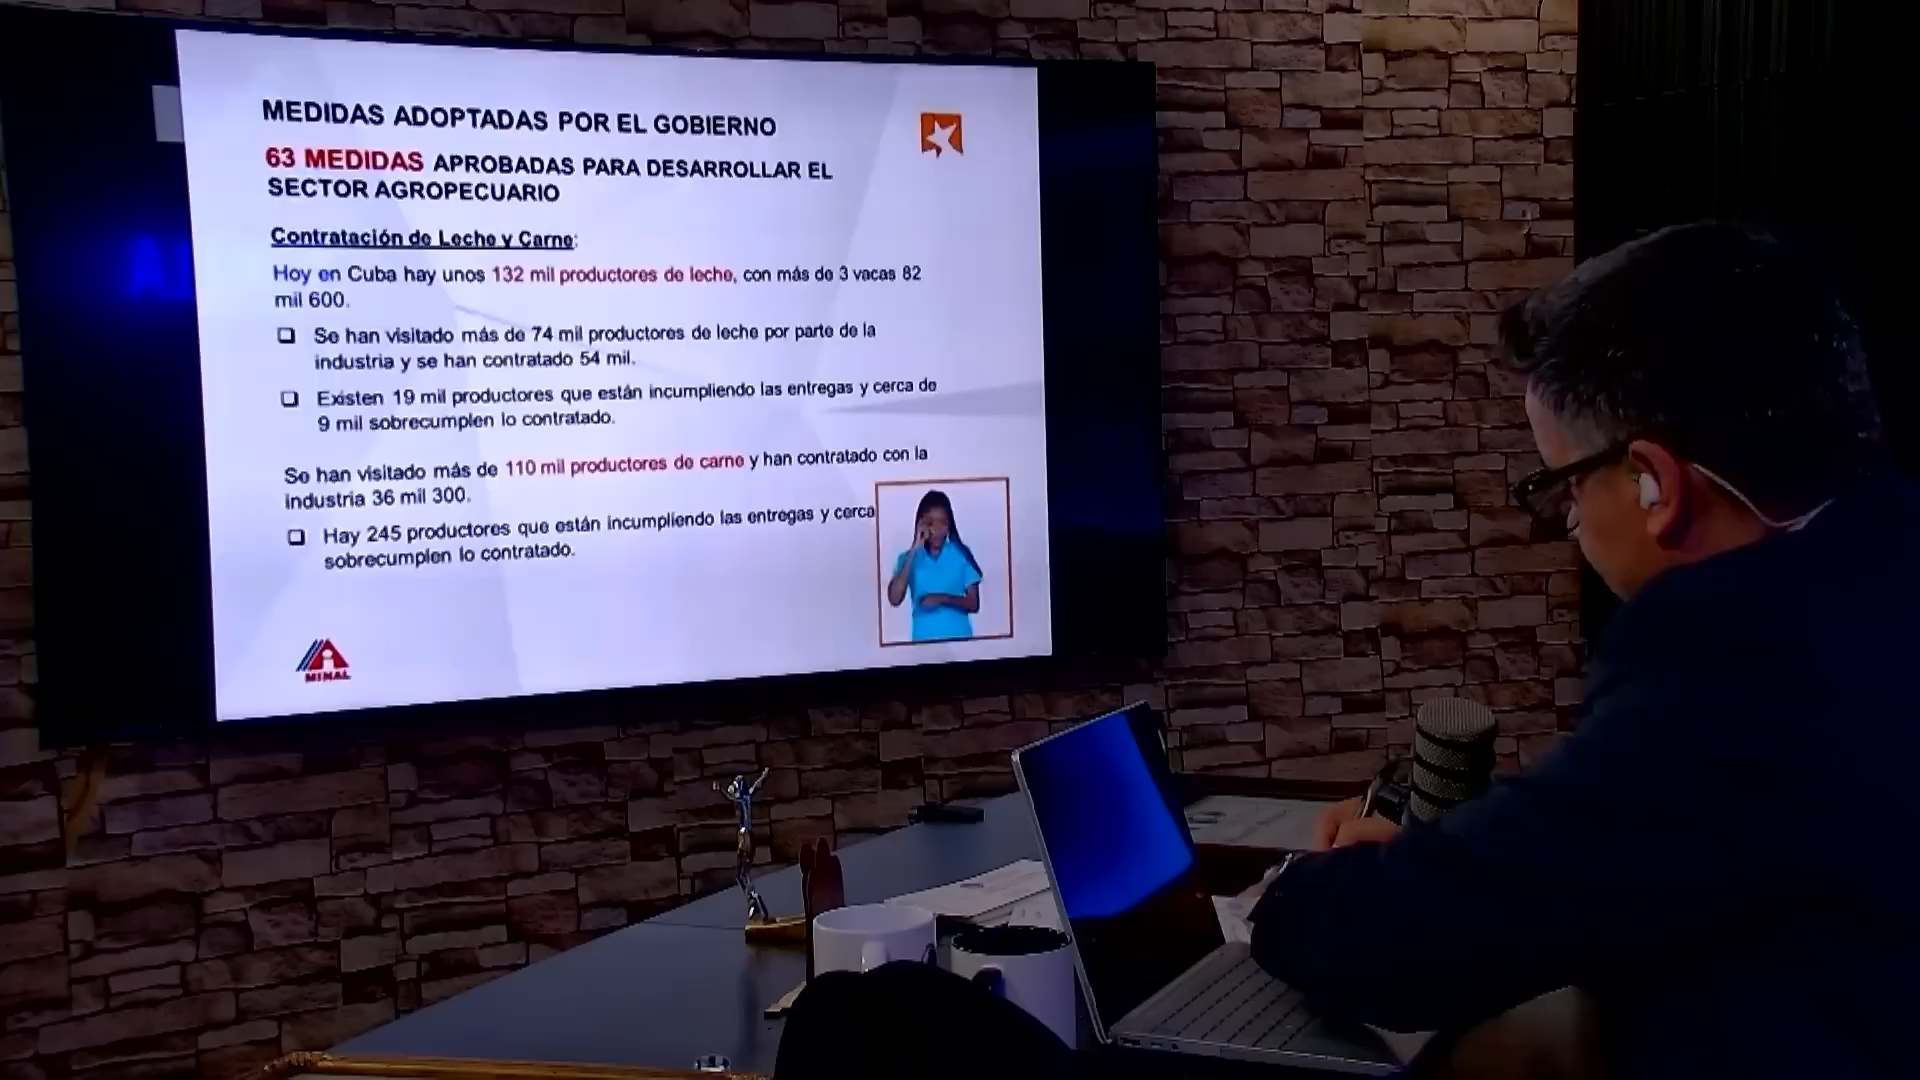 MEDIDAS ADOPTADAS POR EL GOBIERNO
63 MEDIDAS APROBADAS PARA DESARROLLAR EL
SECTOR AGROPECUARIO
Contratación de Leche y Carne:
Hoy en Cuba hay unos 132 mil productores de leche, con más de 3 vacas 82
mil 600.
Se han visitado más de 74 mil productores de leche por parte de la
industria y se han contratado 54 mil.
Existen 19 mil productores que están incumpliendo las entregas y cerca de
9 mil sobrecumplen lo contratado.
Se han visitado más de 110 mil productores de carne y han contratado con la
industria 36 mil 300.
Hay 245 productores que están incumpliendo las entregas y cerca
sobrecumplen lo contratado.
MINAL